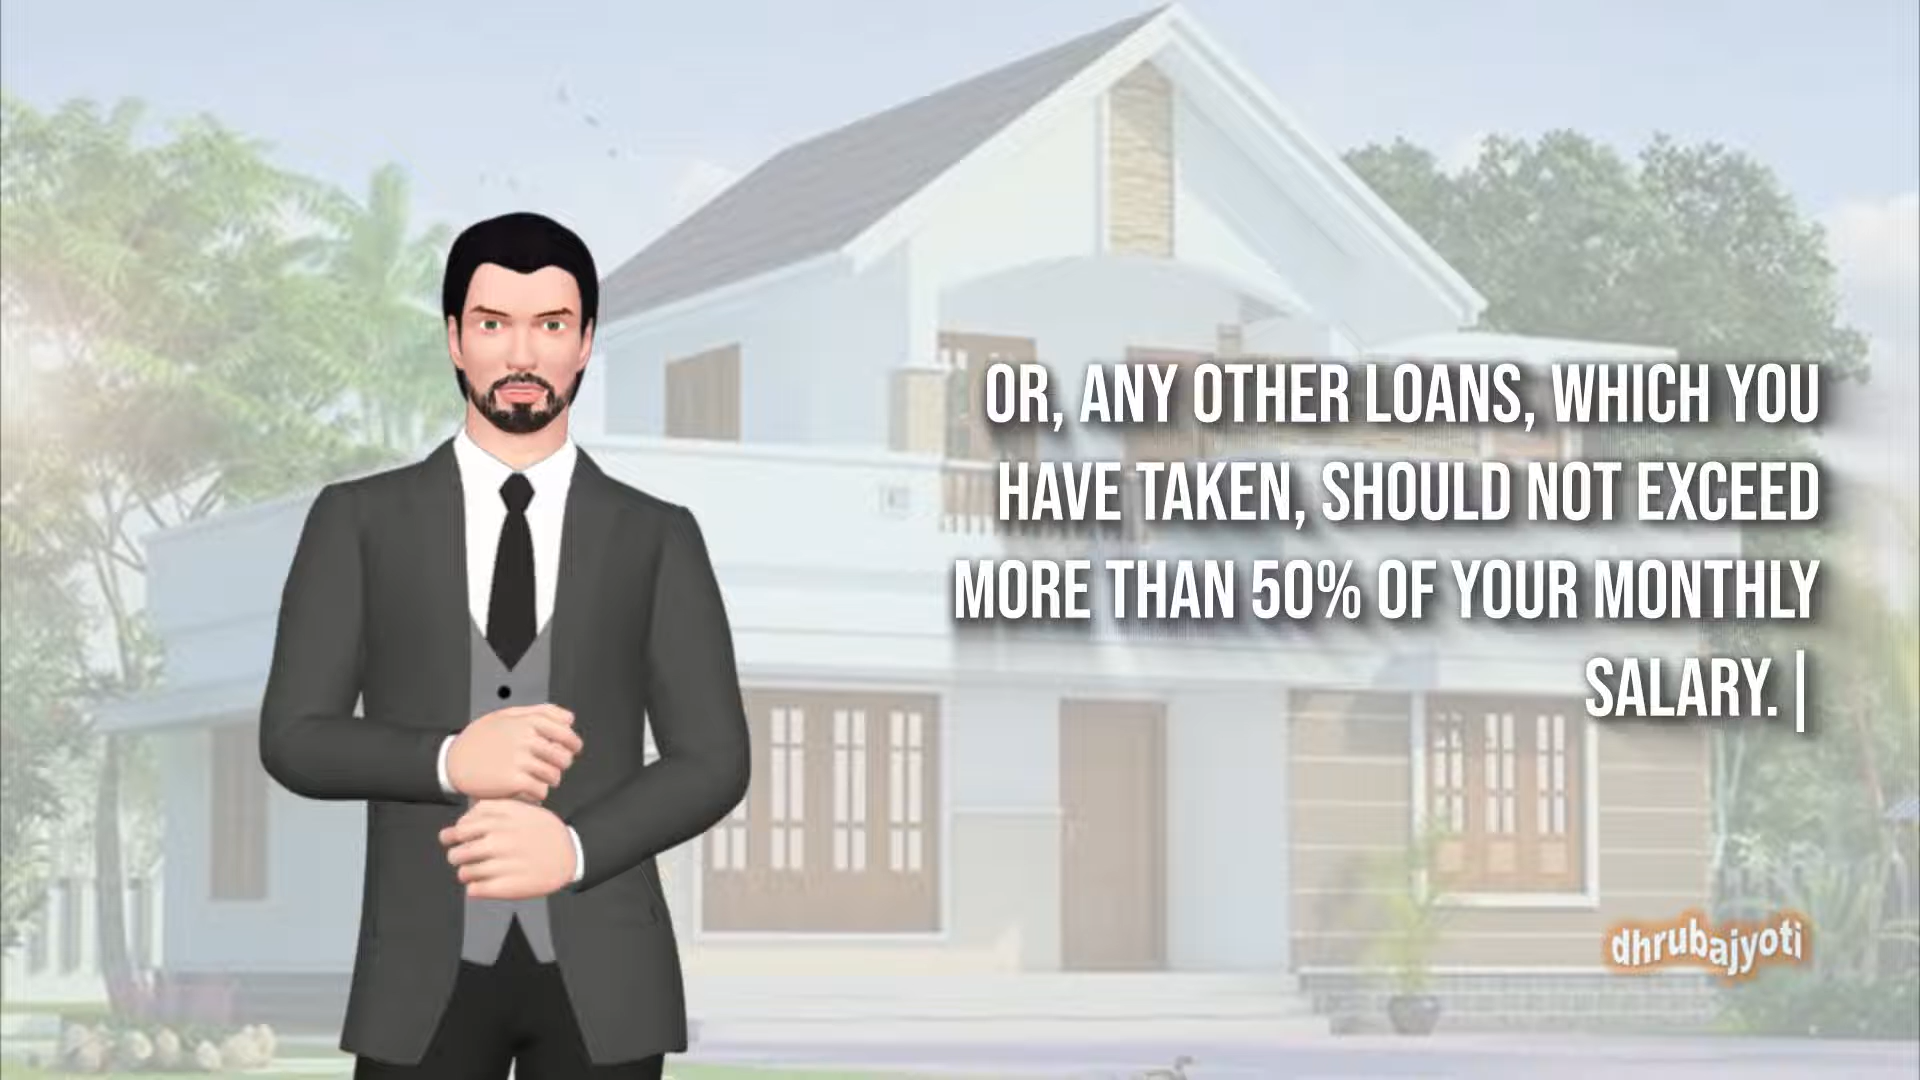 OR, ANY OTHER LOANS, WHICH YOU
HAVE TAKEN, SHOULD NOT EXCEED
MORE THAN 50% OF YOUR MONTHLY
SALARY. |
dhrubajyoti